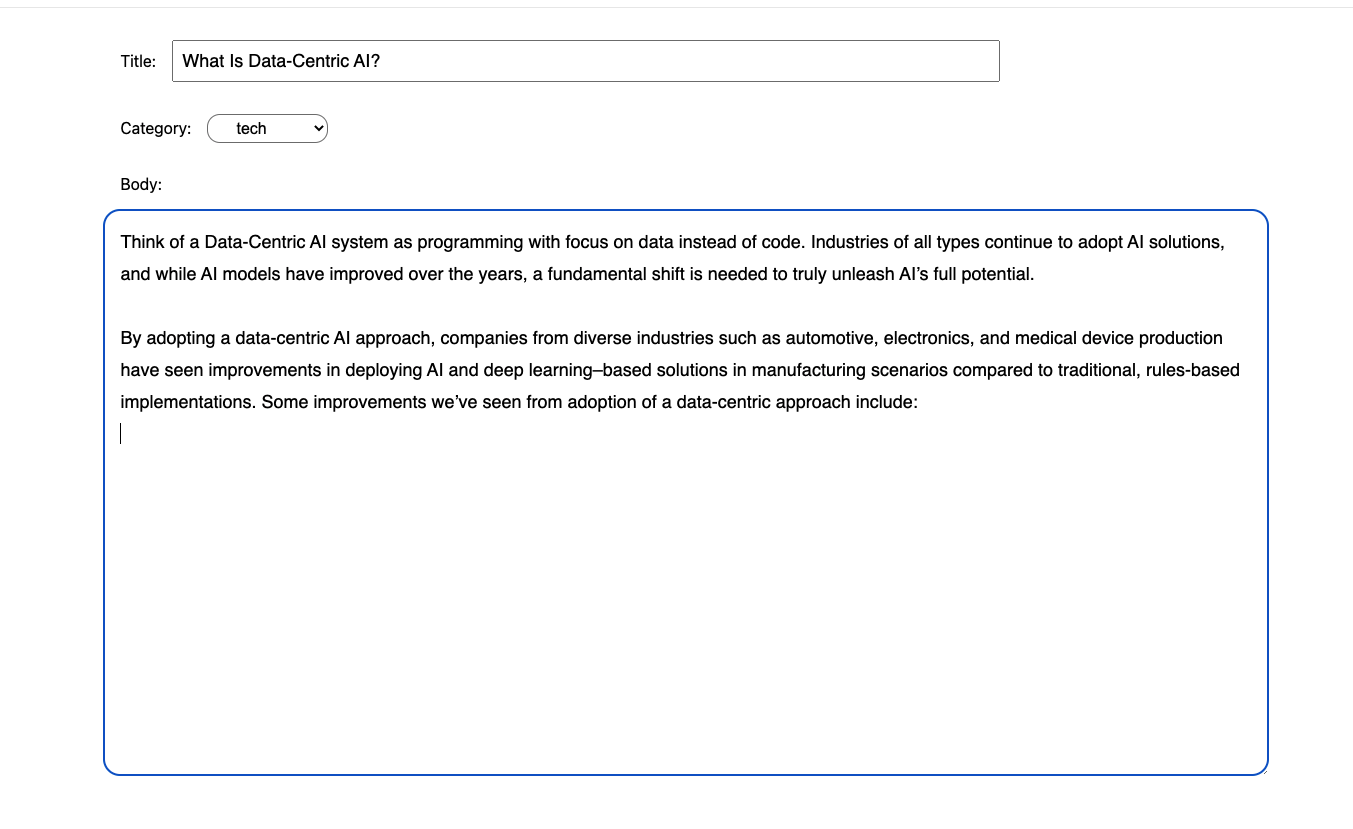 Title: What Is Data-Centric AI?
Category: tech
Body:
Think of a Data-Centric AI system as programming with focus on data instead of code. Industries of all types continue to adopt AI solutions,
and while AI models have improved over the years, a fundamental shift is needed to truly unleash AI’s full potential.
By adopting a data-centric AI approach, companies from diverse industries such as automotive, electronics, and medical device production
have seen improvements in deploying AI and deep learning–based solutions in manufacturing scenarios compared to traditional, rules-based
implementations. Some improvements we’ve seen from adoption of a data-centric approach include: